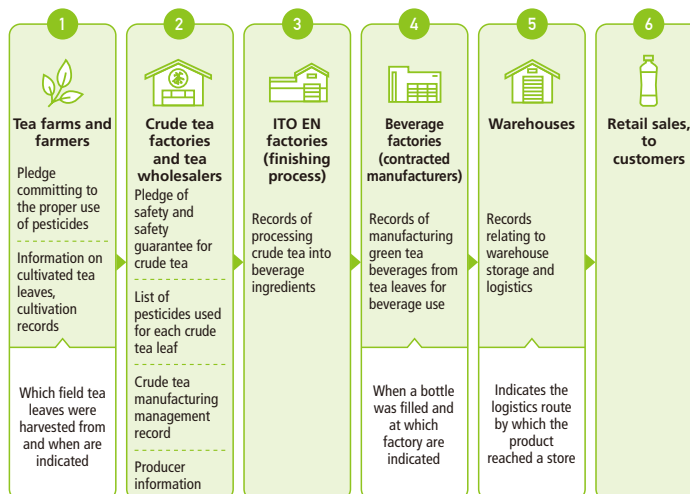 1
Tea farms and
farmers
Pledge
committing to
the proper use
of pesticides
Information on
cultivated tea
leaves,
cultivation
records
Which field tea
leaves were
harvested from
and when are
indicated
2
Crude tea
factories
and tea
wholesalers
Pledge of
safety and
safety
guarantee for
crude tea
List of
pesticides used
for each crude
tea leaf
Crude tea
manufacturing
management
record
Producer
information
3
ITO EN
factories
(finishing
process)
Records of
processing
crude tea into
beverage
ingredients
4
Beverage
factories
(contracted
manufacturers)
Records of
manufacturing
green tea
beverages from
tea leaves for
beverage use
When a bottle
was filled and
at which
factory are
indicated
5
Warehouses
Records
relating to
warehouse
storage and
logistics
Indicates the
logistics route
by which the
product
reached a store
6
Retail sales,
to
customers